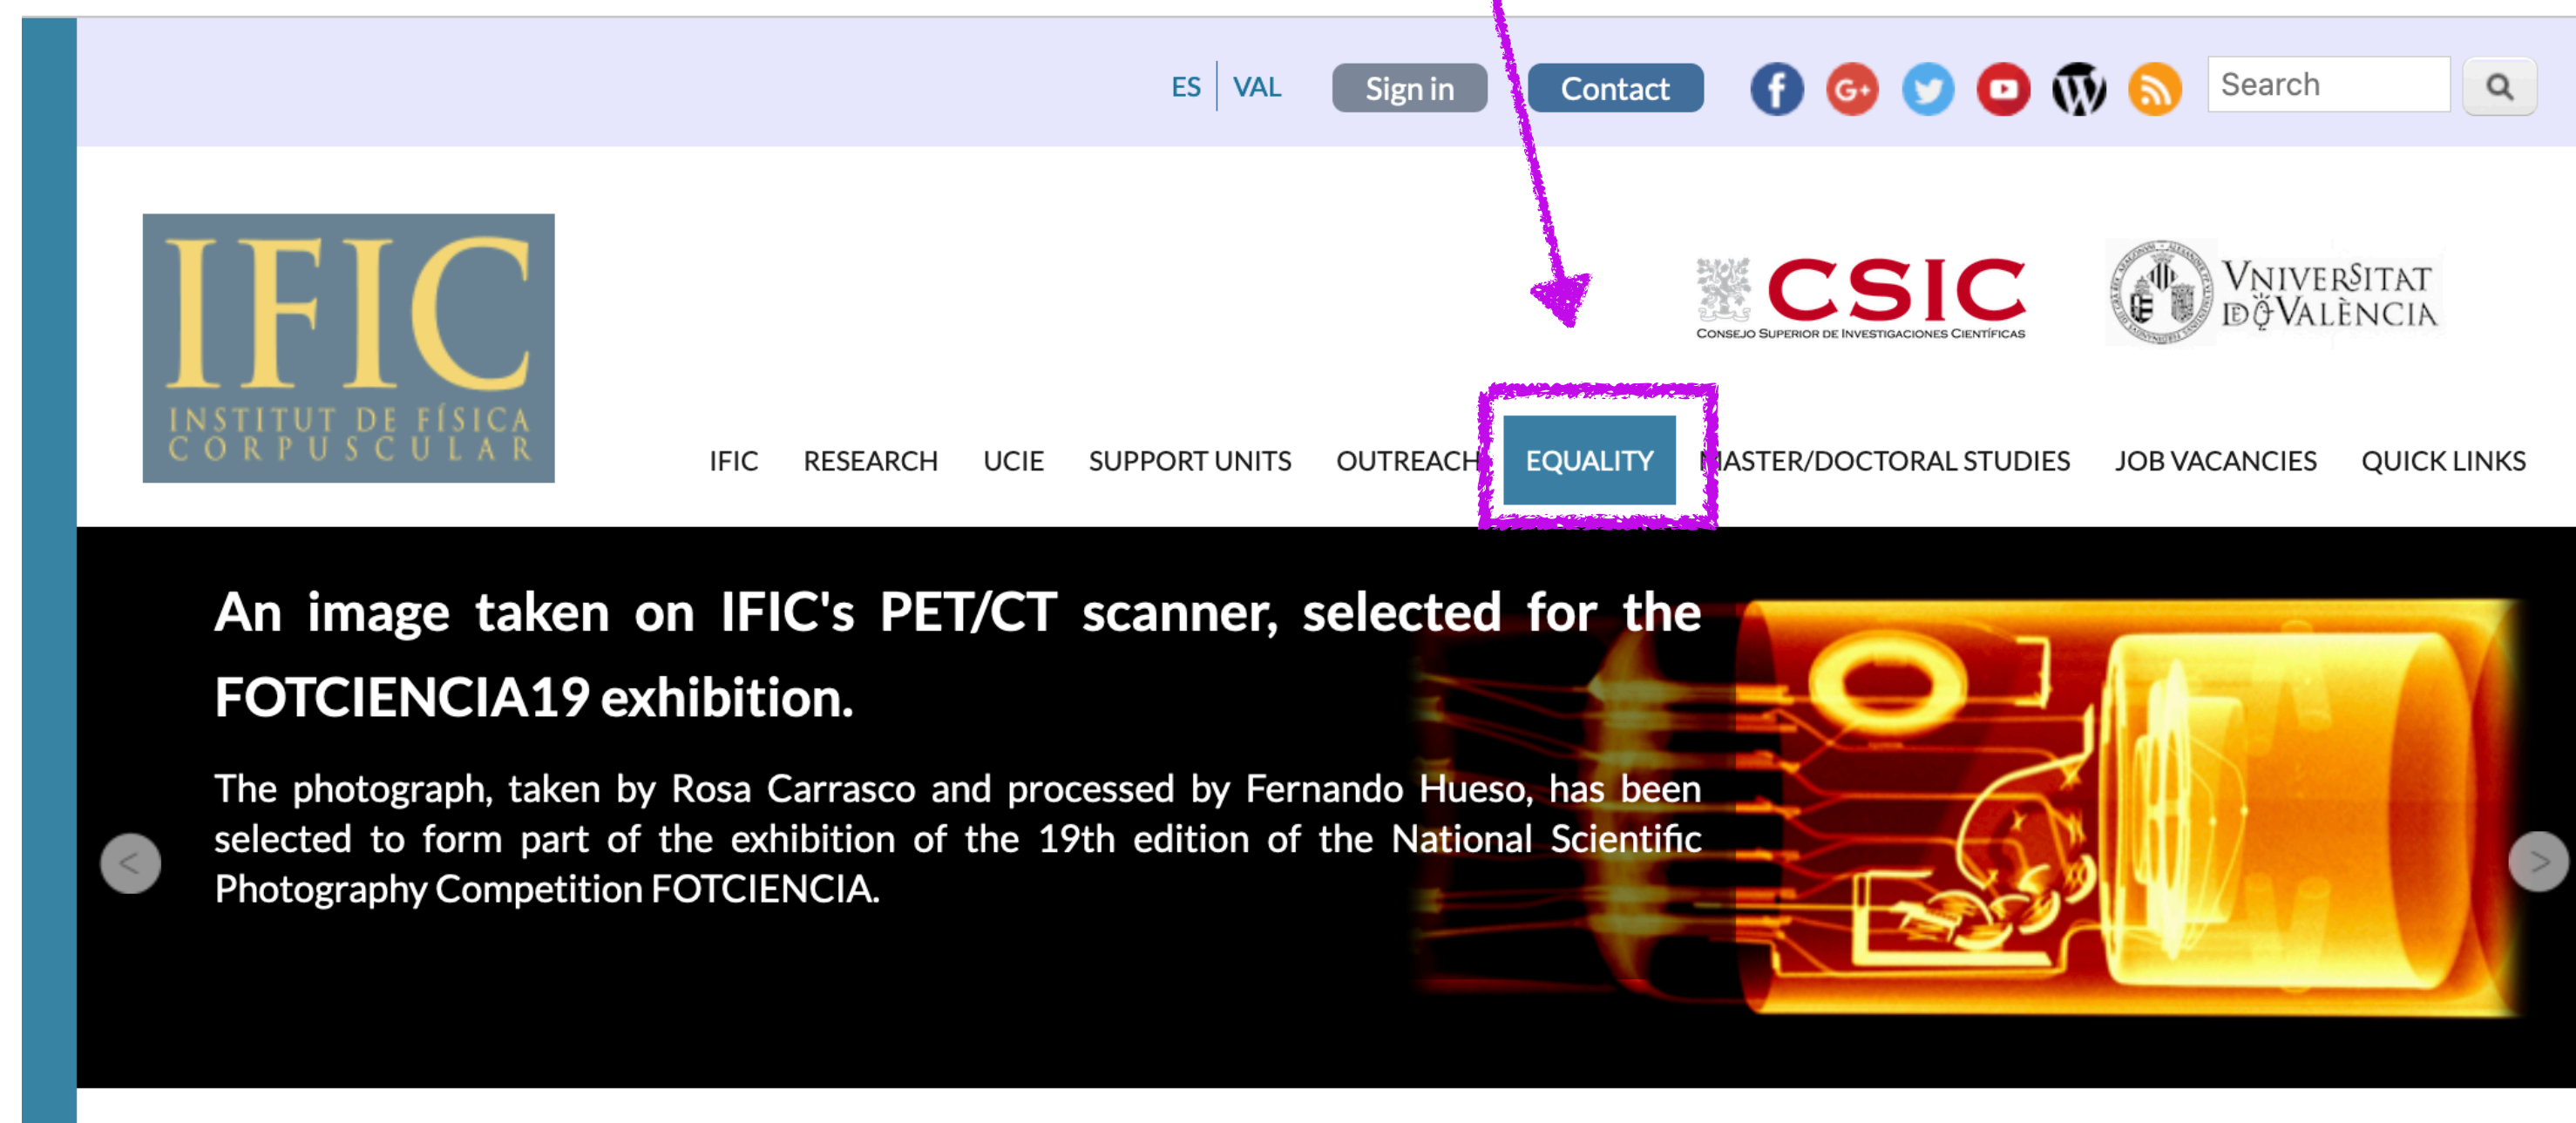 ES VAL Sign in Contact Search
IFIC
INSTITUT DE FÍSICA
CORPUSCULAR
CSIC
CONSEJO SUPERIOR DE INVESTIGACIONES CIENTÍFICAS
VNIVERSITAT
DE VALÈNCIA
IFIC RESEARCH UCIE SUPPORT UNITS OUTREACH EQUALITY MASTER/DOCTORAL STUDIES JOB VACANCIES QUICK LINKS
An image taken on IFIC's PET/CT scanner, selected for the
FOTCIENCIA19 exhibition.
The photograph, taken by Rosa Carrasco and processed by Fernando Hueso, has been
selected to form part of the exhibition of the 19th edition of the National Scientific
Photography Competition FOTCIENCIA.
< >